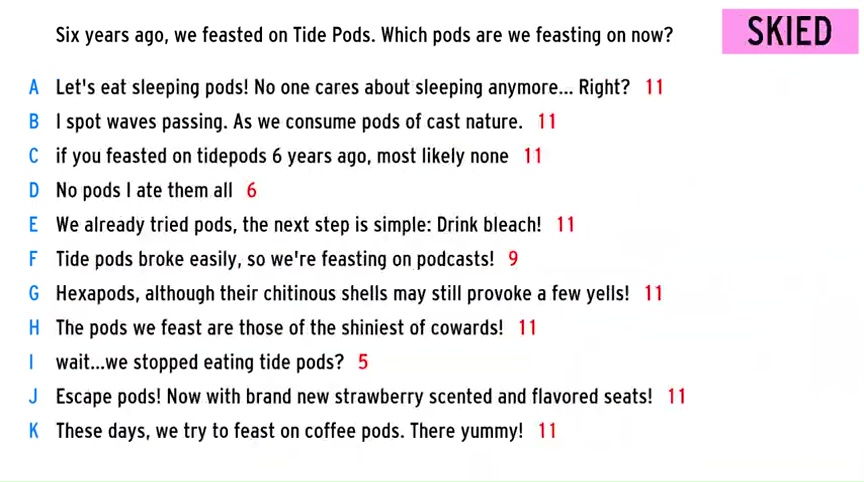 Six years ago, we feasted on Tide Pods. Which pods are we feasting on now?
SKIED
A Let's eat sleeping pods! No one cares about sleeping anymore... Right? 11
B I spot waves passing. As we consume pods of cast nature. 11
C if you feasted on tidepods 6 years ago, most likely none 11
D No pods I ate them all 6
E We already tried pods, the next step is simple: Drink bleach! 11
F Tide pods broke easily, so we're feasting on podcasts! 9
G Hexapods, although their chitinous shells may still provoke a few yells! 11
H The pods we feast are those of the shiniest of cowards! 11
I wait...we stopped eating tide pods? 5
J Escape pods! Now with brand new strawberry scented and flavored seats! 11
K These days, we try to feast on coffee pods. There yummy! 11